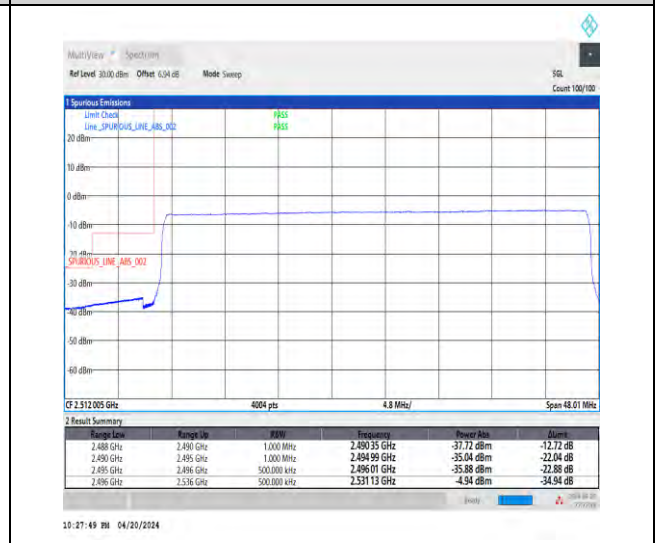 MultiView Spectrum
Ref Level 30.00 dBm Offset 6.94 dB Mode Sweep SGL
Count 100/100
1 Spurious Emissions
Limit Check PASS
Line _SPURIOUS_LINE_ABS_002 PASS
20 dBm
10 dBm
0 dBm
-10 dBm
-20 dBm
_SPURIOUS_LINE_ABS_002
-30 dBm
-40 dBm
-50 dBm
-60 dBm
CF 2.512 005 GHz 4004 pts 4.8 MHz/ Span 48.01 MHz
2 Result Summary
Range Low Range Up RBW Frequency Power Abs ΔLimit
2.488 GHz 2.490 GHz 1.000 MHz 2.490 35 GHz -37.72 dBm -12.72 dB
2.490 GHz 2.495 GHz 1.000 MHz 2.494 99 GHz -35.04 dBm -22.04 dB
2.495 GHz 2.496 GHz 500.000 kHz 2.496 01 GHz -35.88 dBm -22.88 dB
2.496 GHz 2.536 GHz 500.000 kHz 2.531 13 GHz -4.94 dBm -34.94 dB
10:27:49 PM 04/20/2024